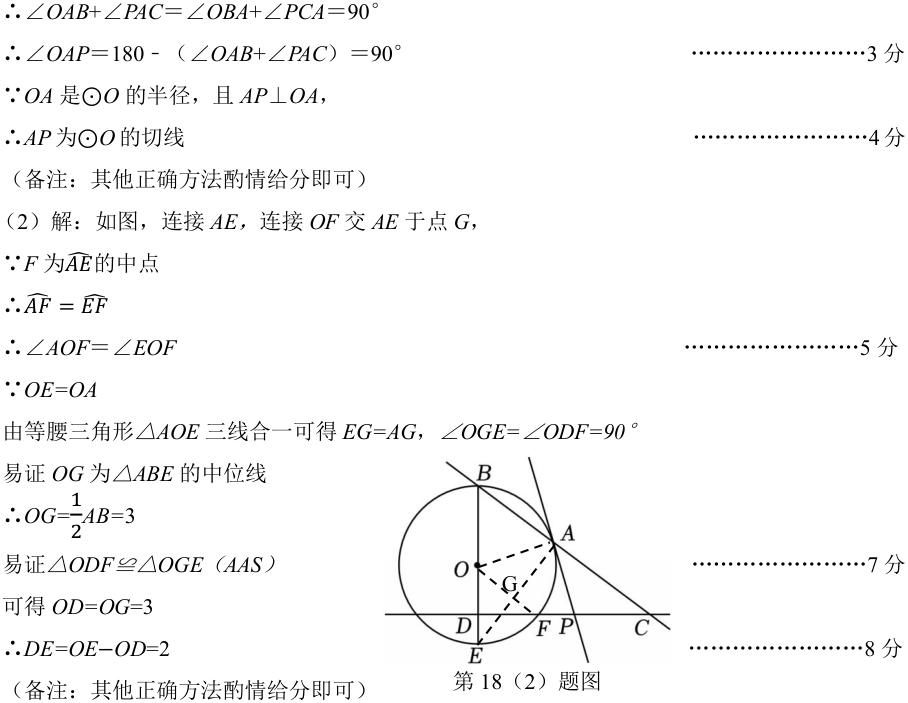 ∴∠OAB+∠PAC＝∠OBA+∠PCA＝90°
∴∠OAP＝180﹣（∠OAB+∠PAC）＝90° ……………………3 分
∵OA 是⊙O 的半径，且 AP⊥OA，
∴AP 为⊙O 的切线 ……………………4 分
（备注：其他正确方法酌情给分即可）
（2）解：如图，连接 AE，连接 OF 交 AE 于点 G，
∵F 为\widehat{AE}的中点
∴\widehat{AF} = \widehat{EF}
∴∠AOF＝∠EOF ……………………5 分
∵OE=OA
由等腰三角形△AOE 三线合一可得 EG=AG，∠OGE=∠ODF=90°
易证 OG 为△ABE 的中位线
∴OG=\frac{1}{2}AB=3
易证△ODF≌△OGE（AAS） ……………………7 分
可得 OD=OG=3
∴DE=OE−OD=2 ……………………8 分
（备注：其他正确方法酌情给分即可）
B
A
O
G
D
F
P
C
E
第 18（2）题图